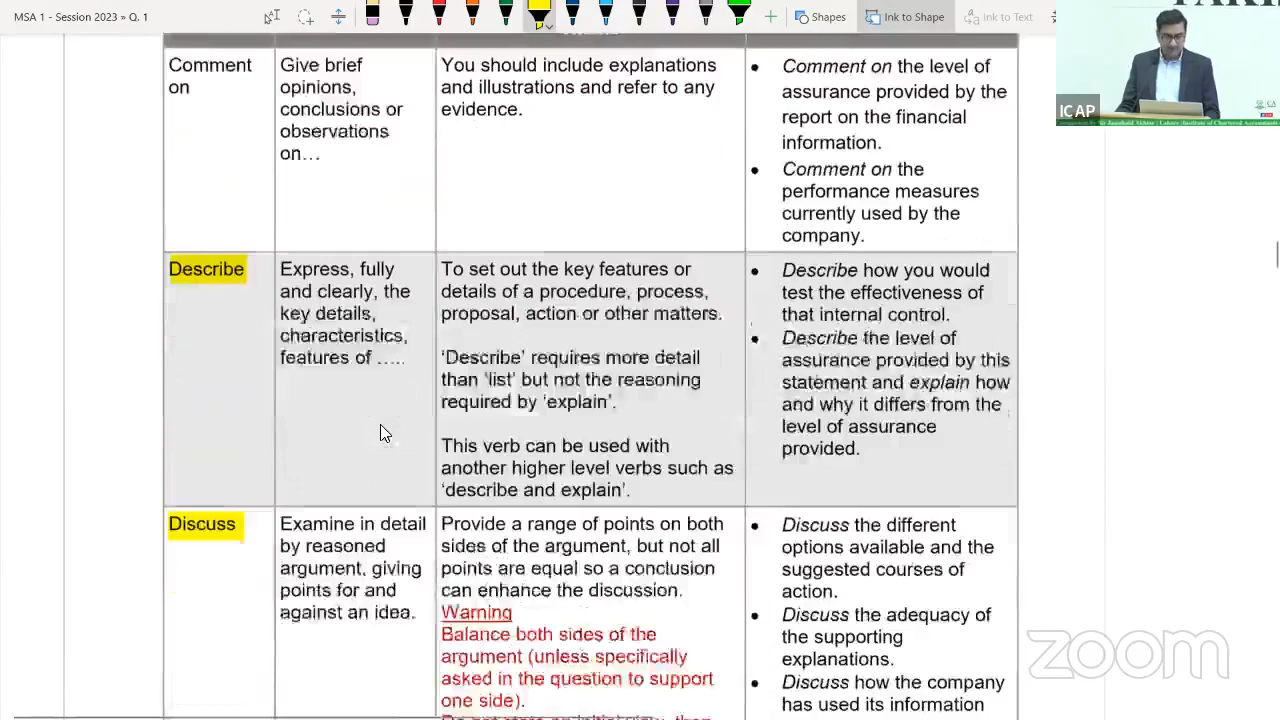 MSA 1 - Session 2023 » Q. 1
Shapes
Ink to Shape
Ink to Text
ICAP
Comment
on
Give brief
opinions,
conclusions or
observations
on…
You should include explanations
and illustrations and refer to any
evidence.
• Comment on the level of
assurance provided by the
report on the financial
information.
• Comment on the
performance measures
currently used by the
company.
Describe
Express, fully
and clearly, the
key details,
characteristics,
features of …..
To set out the key features or
details of a procedure, process,
proposal, action or other matters.
‘Describe’ requires more detail
than ‘list’ but not the reasoning
required by ‘explain’.
This verb can be used with
another higher level verbs such as
‘describe and explain’.
• Describe how you would
test the effectiveness of
that internal control.
• Describe the level of
assurance provided by this
statement and explain how
and why it differs from the
level of assurance
provided.
Discuss
Examine in detail
by reasoned
argument, giving
points for and
against an idea.
Provide a range of points on both
sides of the argument, but not all
points are equal so a conclusion
can enhance the discussion.
Warning
Balance both sides of the
argument (unless specifically
asked in the question to support
one side).
• Discuss the different
options available and the
suggested courses of
action.
• Discuss the adequacy of
the supporting
explanations.
• Discuss how the company
has used its information
zoom